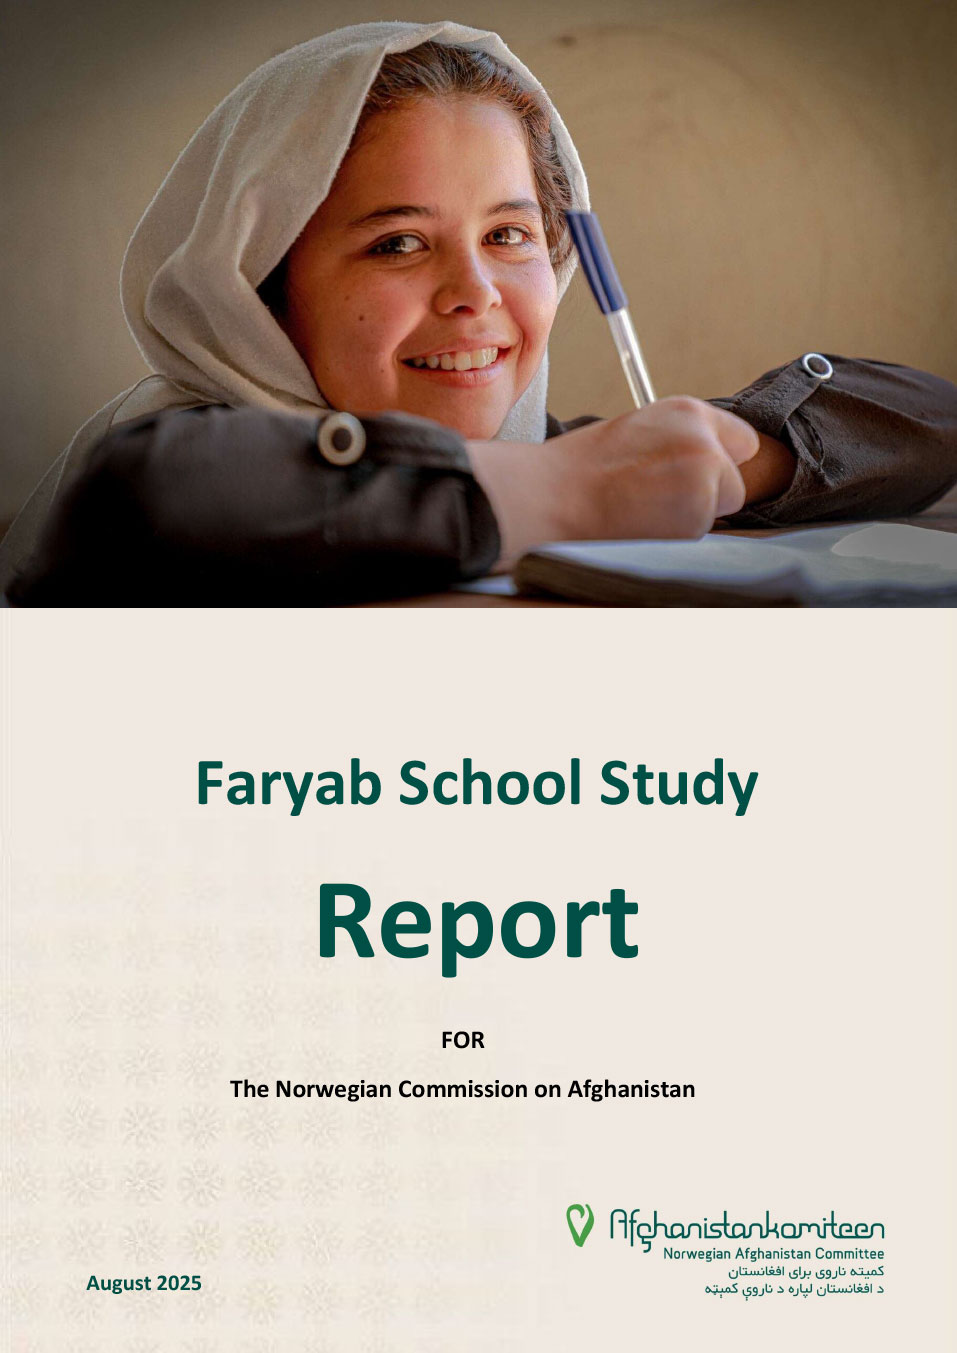 Faryab School Study
Report
FOR
The Norwegian Commission on Afghanistan
Afghanistankomiteen
Norwegian Afghanistan Committee
کمیته ناروی برای افغانستان
د افغانستان لپاره د ناروې کمېټه
August 2025